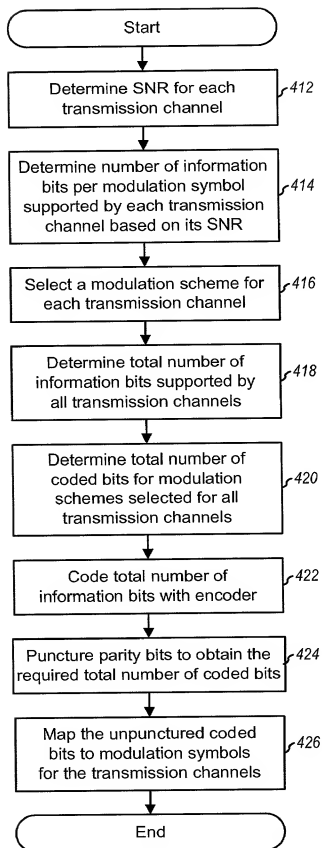 Start
Determine SNR for each
transmission channel
412
Determine number of information
bits per modulation symbol
supported by each transmission
channel based on its SNR
414
Select a modulation scheme for
each transmission channel
416
Determine total number of
information bits supported by
all transmission channels
418
Determine total number of
coded bits for modulation
schemes selected for all
transmission channels
420
Code total number of
information bits with encoder
422
Puncture parity bits to obtain the
required total number of coded bits
424
Map the unpunctured coded
bits to modulation symbols
for the transmission channels
426
End